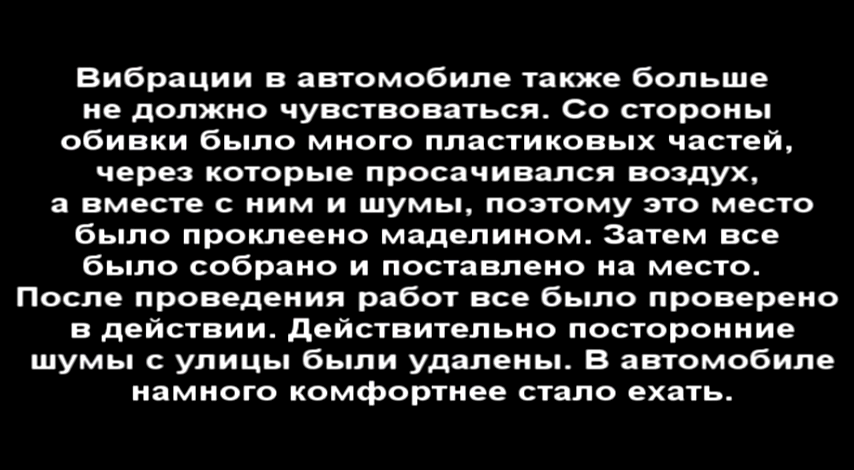 Вибрации в автомобиле также больше
не должно чувствоваться. Со стороны
обивки было много пластиковых частей,
через которые просачивался воздух,
а вместе с ним и шумы, поэтому это место
было проклеено маделином. Затем все
было собрано и поставлено на место.
После проведения работ все было проверено
в действии. Действительно посторонние
шумы с улицы были удалены. В автомобиле
намного комфортнее стало ехать.